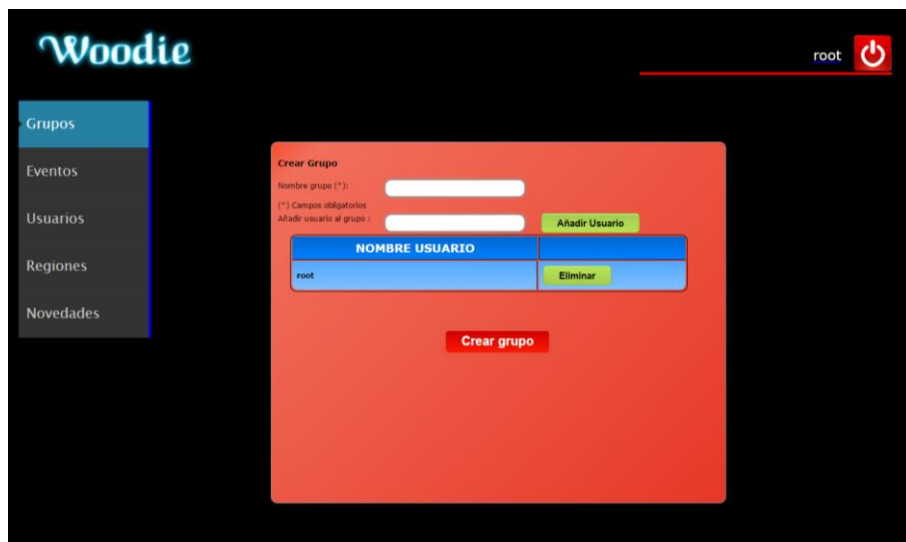 Woodie
root
Grupos
Eventos
Usuarios
Regiones
Novedades
Crear Grupo
Nombre grupo (*):
(*) Campos obligatorios
Añadir usuario al grupo :
Añadir Usuario
NOMBRE USUARIO
root
Eliminar
Crear grupo